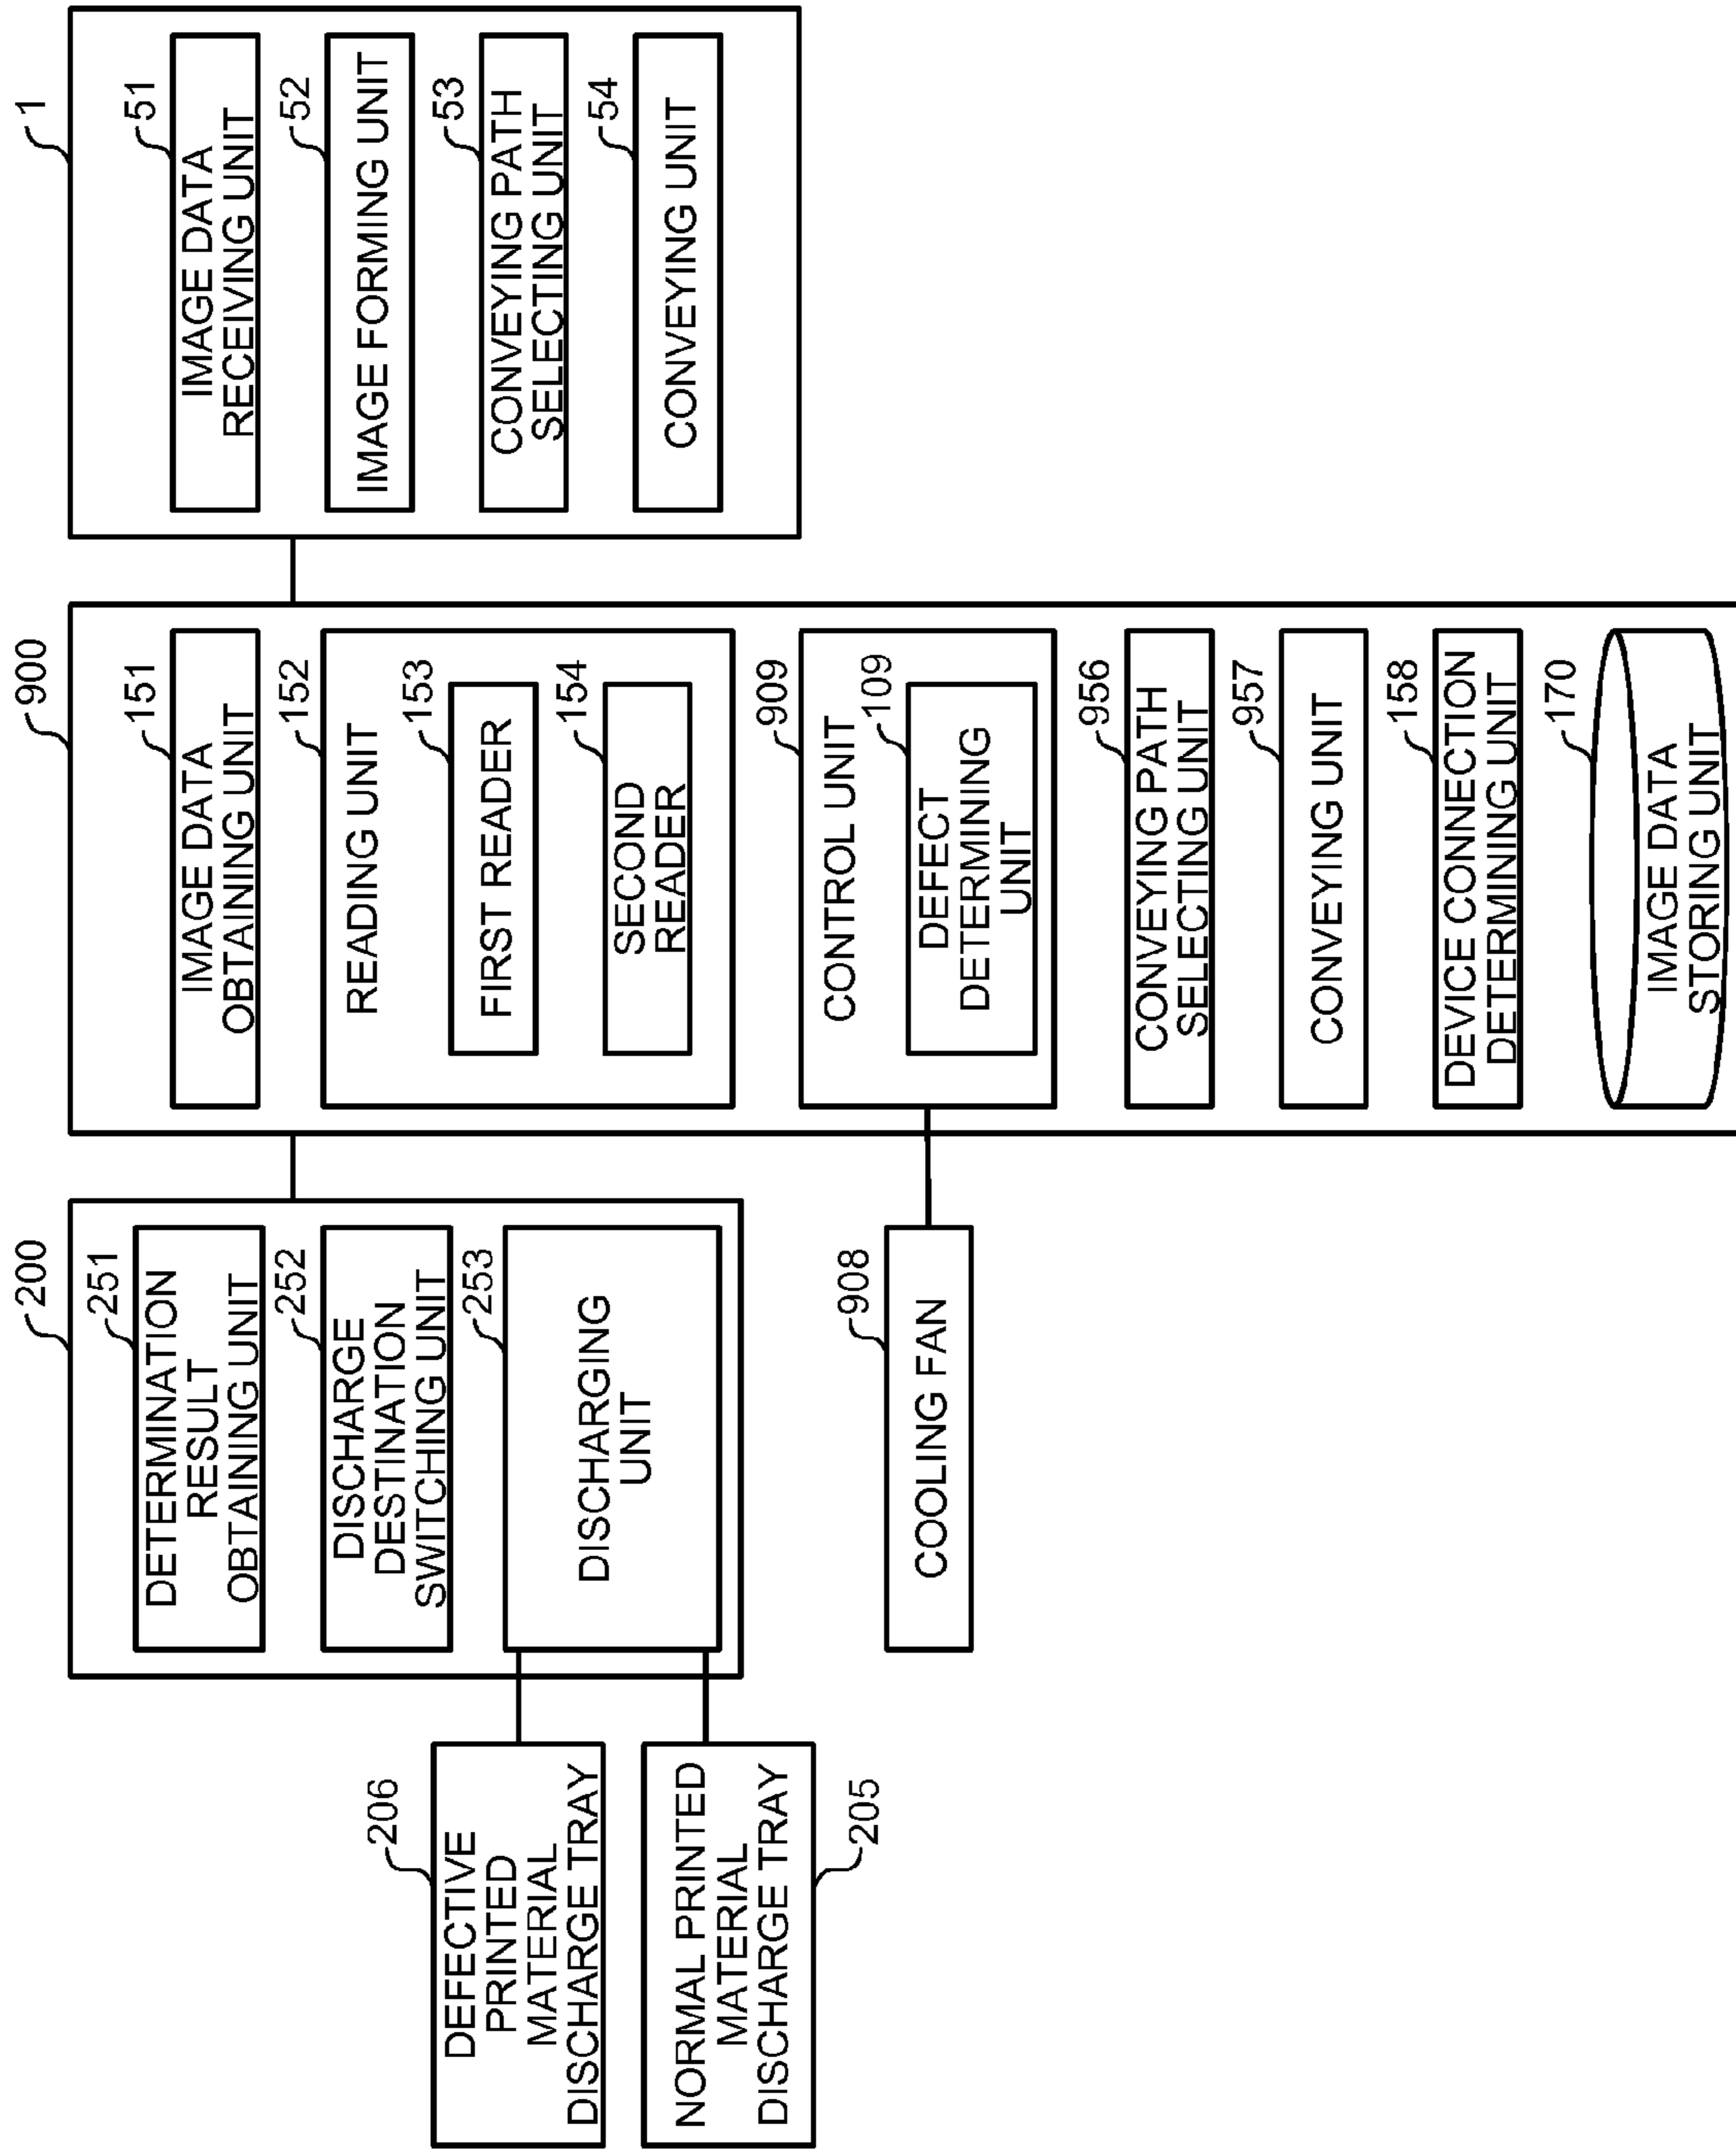 1
51
IMAGE DATA
RECEIVING UNIT
52
IMAGE FORMING UNIT
53
CONVEYING PATH
SELECTING UNIT
54
CONVEYING UNIT
900
151
IMAGE DATA
OBTAINING UNIT
152
READING UNIT
153
FIRST READER
154
SECOND
READER
909
CONTROL UNIT
109
DEFECT
DETERMINING
UNIT
956
CONVEYING PATH
SELECTING UNIT
957
CONVEYING UNIT
158
DEVICE CONNECTION
DETERMINING UNIT
170
IMAGE DATA
STORING UNIT
200
251
DETERMINATION
RESULT
OBTAINING UNIT
252
DISCHARGE
DESTINATION
SWITCHING UNIT
253
DISCHARGING
UNIT
908
COOLING FAN
206
DEFECTIVE
PRINTED
MATERIAL
DISCHARGE TRAY
NORMAL PRINTED
MATERIAL
DISCHARGE TRAY
205